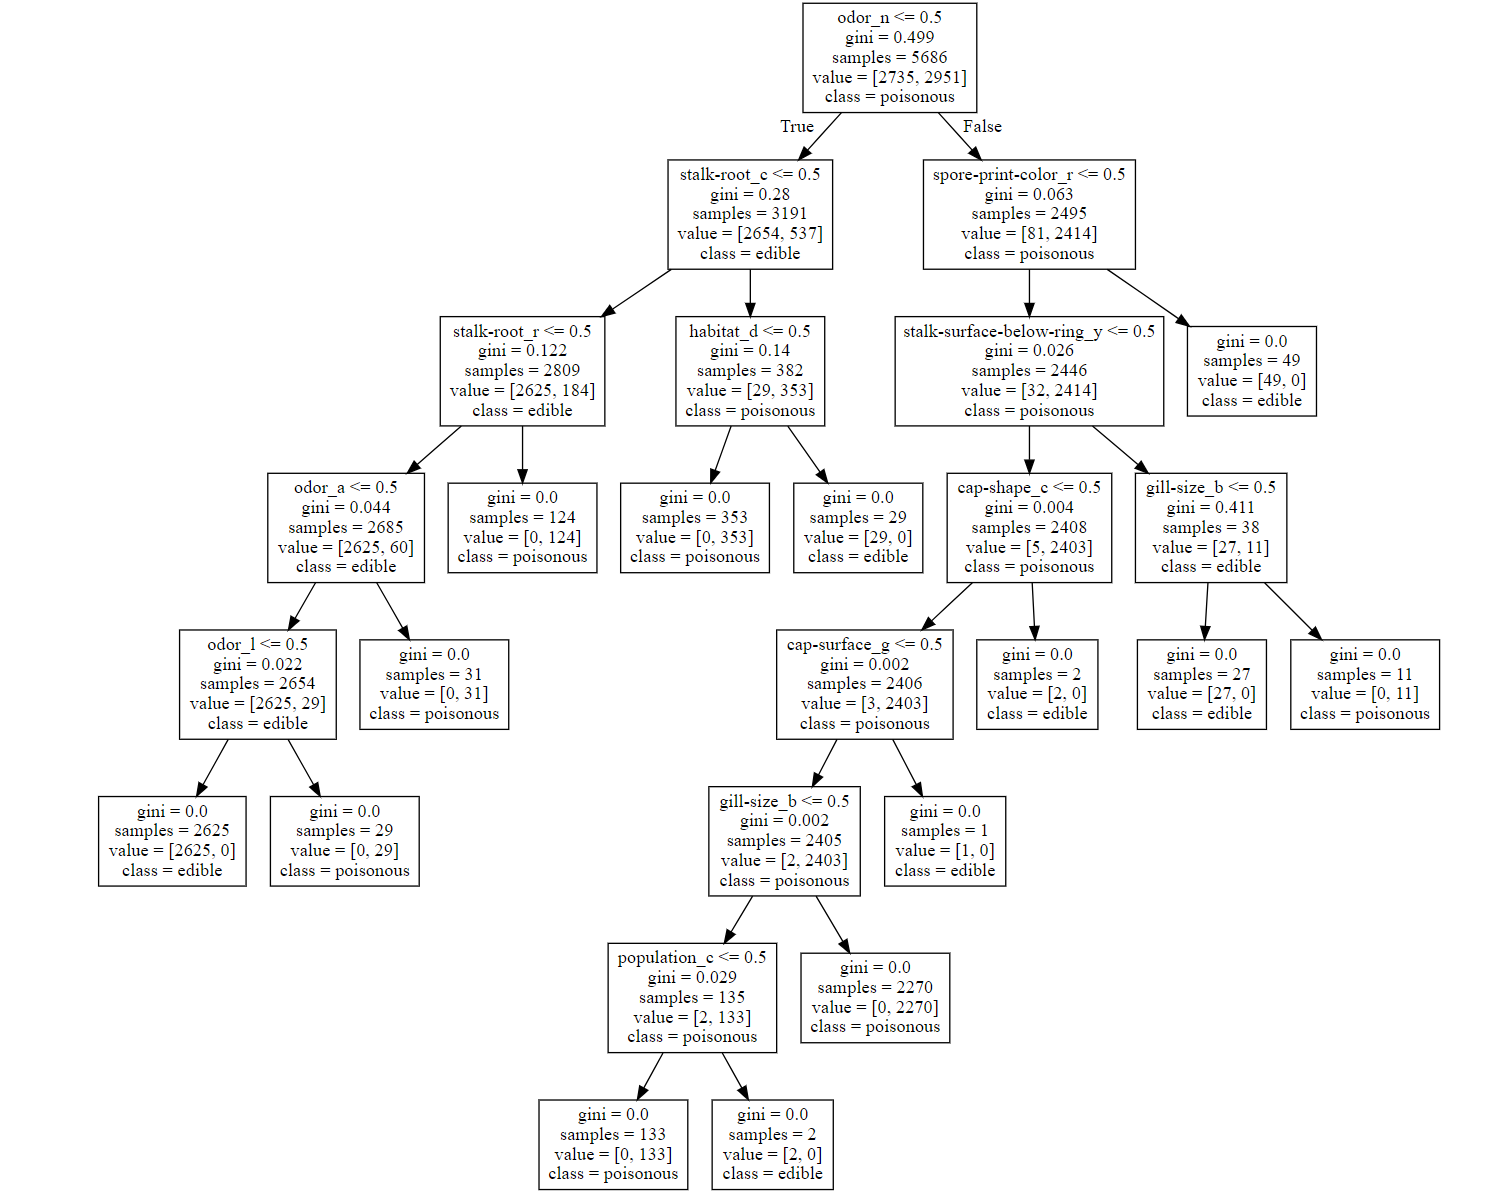 odor_n <= 0.5
gini = 0.499
samples = 5686
value = [2735, 2951]
class = poisonous
True
False
stalk-root_c <= 0.5
gini = 0.28
samples = 3191
value = [2654, 537]
class = edible
spore-print-color_r <= 0.5
gini = 0.063
samples = 2495
value = [81, 2414]
class = poisonous
stalk-root_r <= 0.5
gini = 0.122
samples = 2809
value = [2625, 184]
class = edible
habitat_d <= 0.5
gini = 0.14
samples = 382
value = [29, 353]
class = poisonous
stalk-surface-below-ring_y <= 0.5
gini = 0.026
samples = 2446
value = [32, 2414]
class = poisonous
gini = 0.0
samples = 49
value = [49, 0]
class = edible
odor_a <= 0.5
gini = 0.044
samples = 2685
value = [2625, 60]
class = edible
gini = 0.0
samples = 124
value = [0, 124]
class = poisonous
gini = 0.0
samples = 353
value = [0, 353]
class = poisonous
gini = 0.0
samples = 29
value = [29, 0]
class = edible
cap-shape_c <= 0.5
gini = 0.004
samples = 2408
value = [5, 2403]
class = poisonous
gill-size_b <= 0.5
gini = 0.411
samples = 38
value = [27, 11]
class = edible
odor_l <= 0.5
gini = 0.022
samples = 2654
value = [2625, 29]
class = edible
gini = 0.0
samples = 31
value = [0, 31]
class = poisonous
cap-surface_g <= 0.5
gini = 0.002
samples = 2406
value = [3, 2403]
class = poisonous
gini = 0.0
samples = 2
value = [2, 0]
class = edible
gini = 0.0
samples = 27
value = [27, 0]
class = edible
gini = 0.0
samples = 11
value = [0, 11]
class = poisonous
gini = 0.0
samples = 2625
value = [2625, 0]
class = edible
gini = 0.0
samples = 29
value = [0, 29]
class = poisonous
gill-size_b <= 0.5
gini = 0.002
samples = 2405
value = [2, 2403]
class = poisonous
gini = 0.0
samples = 1
value = [1, 0]
class = edible
population_c <= 0.5
gini = 0.029
samples = 135
value = [2, 133]
class = poisonous
gini = 0.0
samples = 2270
value = [0, 2270]
class = poisonous
gini = 0.0
samples = 133
value = [0, 133]
class = poisonous
gini = 0.0
samples = 2
value = [2, 0]
class = edible